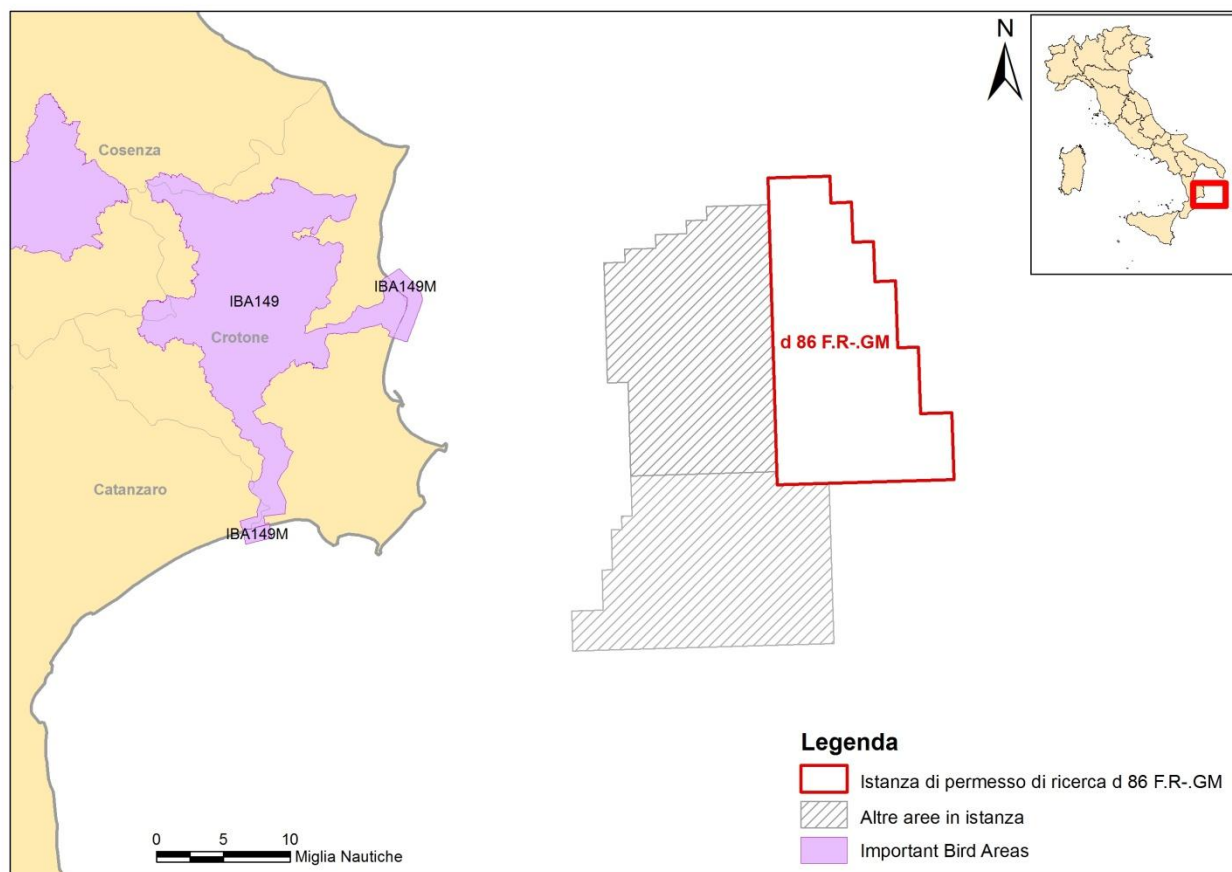 N
Cosenza
IBA149M
IBA149
Crotone
d 86 F.R-.GM
Catanzaro
IBA149M
Legenda
Istanza di permesso di ricerca d 86 F.R-.GM
Altre aree in istanza
Important Bird Areas
0 5 10
Miglia Nautiche